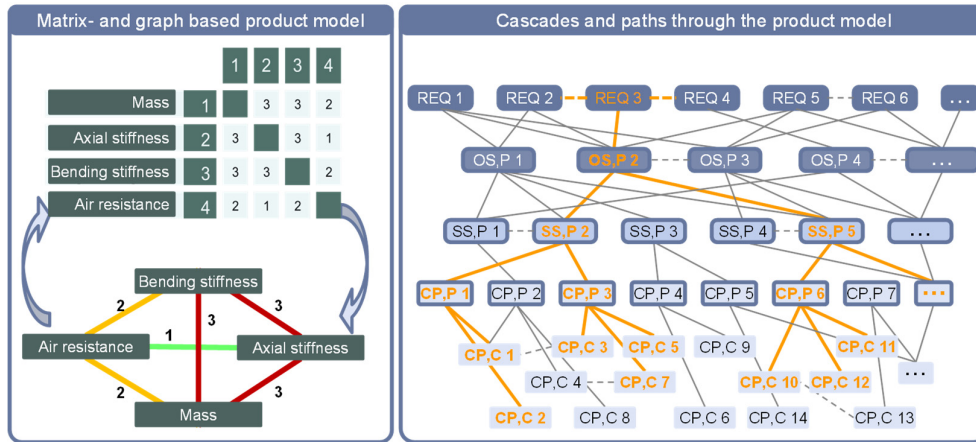 Matrix- and graph based product model
1 2 3 4
Mass 1 3 3 2
Axial stiffness 2 3 3 1
Bending stiffness 3 3 3 2
Air resistance 4 2 1 2
Bending stiffness
2 3 3
1
Air resistance Axial stiffness
2 3
Mass
Cascades and paths through the product model
REQ 1 REQ 2 REQ 3 REQ 4 REQ 5 REQ 6 ...
OS,P 1 OS,P 2 OS,P 3 OS,P 4 ...
SS,P 1 SS,P 2 SS,P 3 SS,P 4 SS,P 5 ...
CP,P 1 CP,P 2 CP,P 3 CP,P 4 CP,P 5 CP,P 6 CP,P 7 ...
CP,C 1 CP,C 3 CP,C 5 CP,C 9 CP,C 11
CP,C 4 CP,C 7 CP,C 10 CP,C 12 ...
CP,C 2 CP,C 8 CP,C 6 CP,C 14 CP,C 13